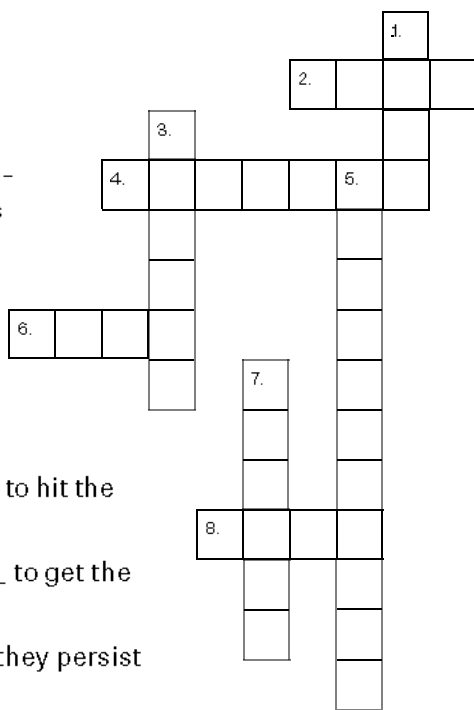 1.
2.
3.
–
4. 5.
s
6.
7.
to hit the
8.
_ to get the
they persist